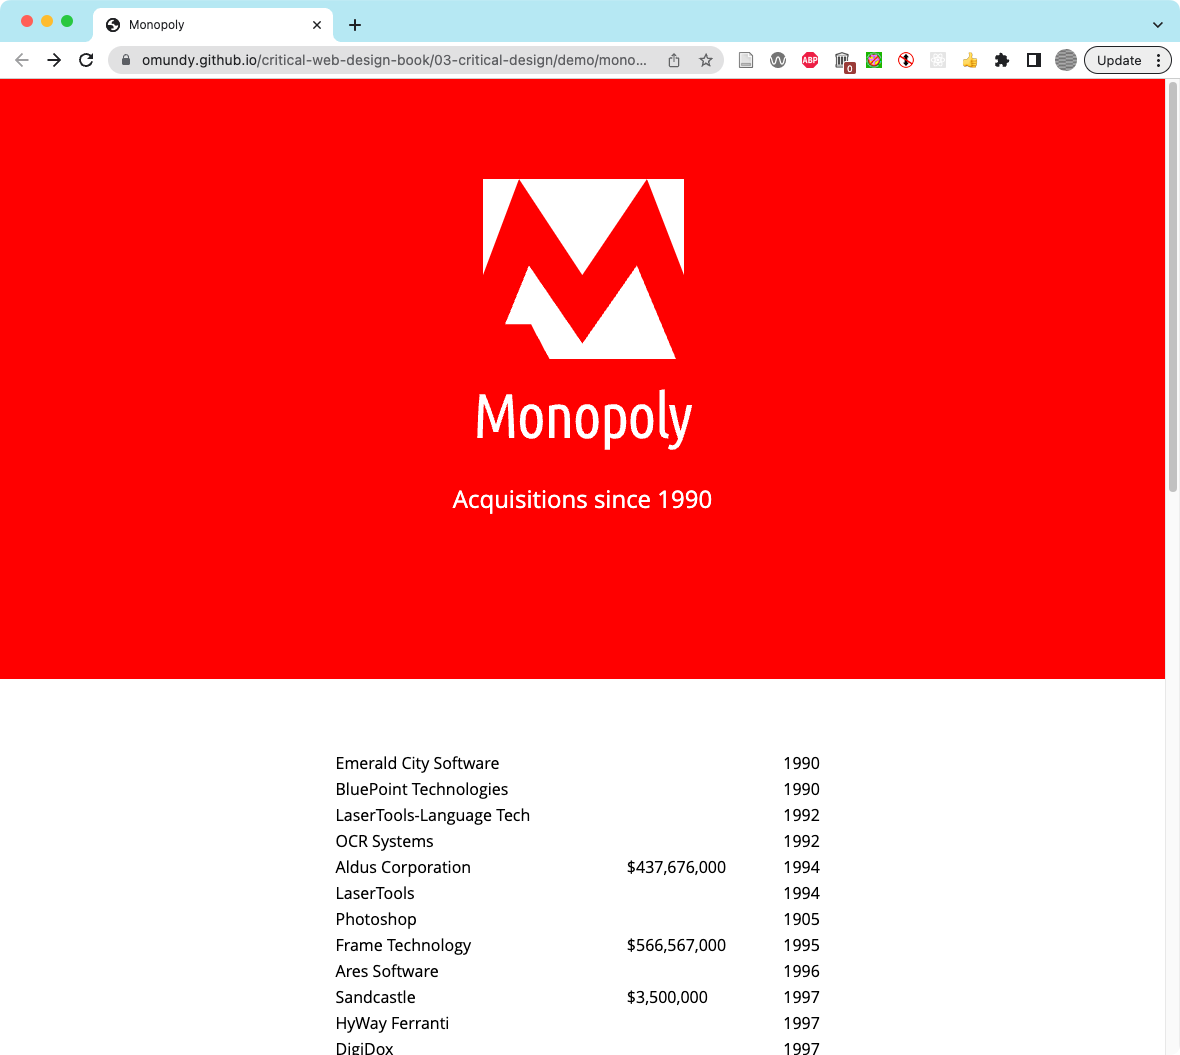 Monopoly
omundy.github.io/critical-web-design-book/03-critical-design/demo/mono...
ABP
0
Update
Monopoly
Acquisitions since 1990
Emerald City Software 1990
BluePoint Technologies 1990
LaserTools-Language Tech 1992
OCR Systems 1992
Aldus Corporation $437,676,000 1994
LaserTools 1994
Photoshop 1905
Frame Technology $566,567,000 1995
Ares Software 1996
Sandcastle $3,500,000 1997
HyWay Ferranti 1997
DigiDox 1997